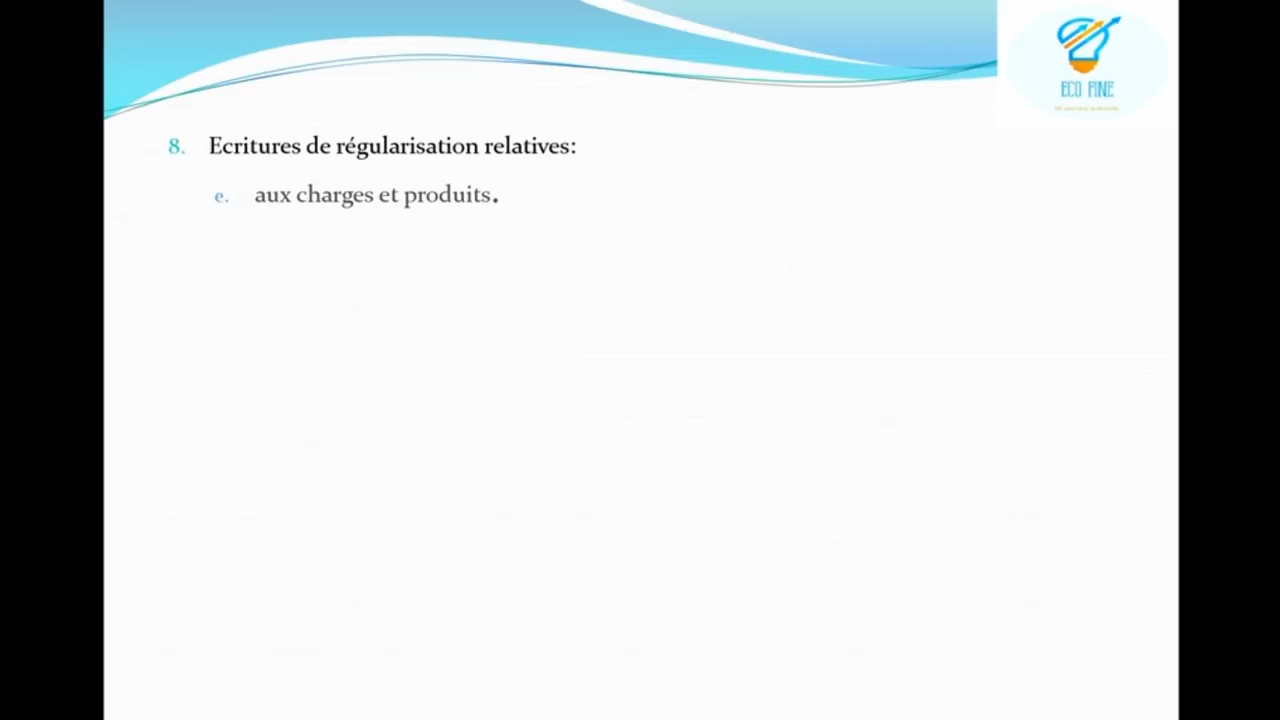 ECO FINE
8. Ecritures de régularisation relatives:
e. aux charges et produits.